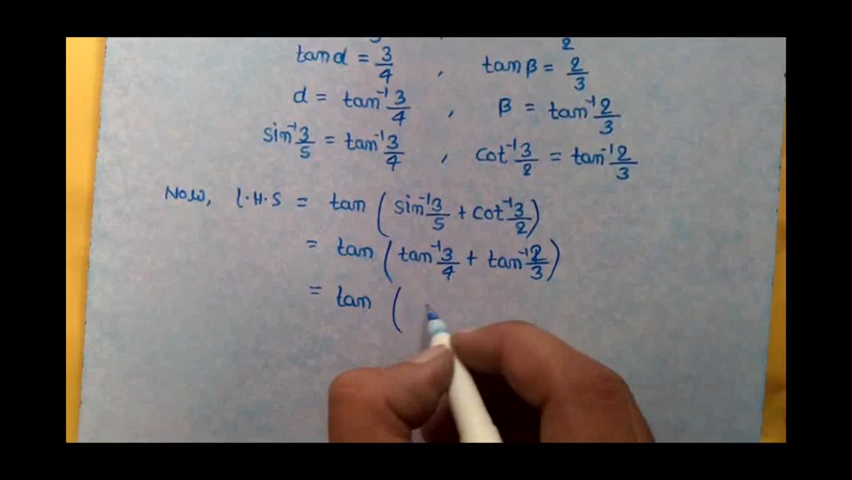 tan α = 3/4 , tan β = 2/3
α = tan⁻¹ 3/4 , β = tan⁻¹ 2/3
sin⁻¹ 3/5 = tan⁻¹ 3/4 , cot⁻¹ 3/2 = tan⁻¹ 2/3
Now, L.H.S = tan ( sin⁻¹ 3/5 + cot⁻¹ 3/2 )
= tan ( tan⁻¹ 3/4 + tan⁻¹ 2/3 )
= tan (